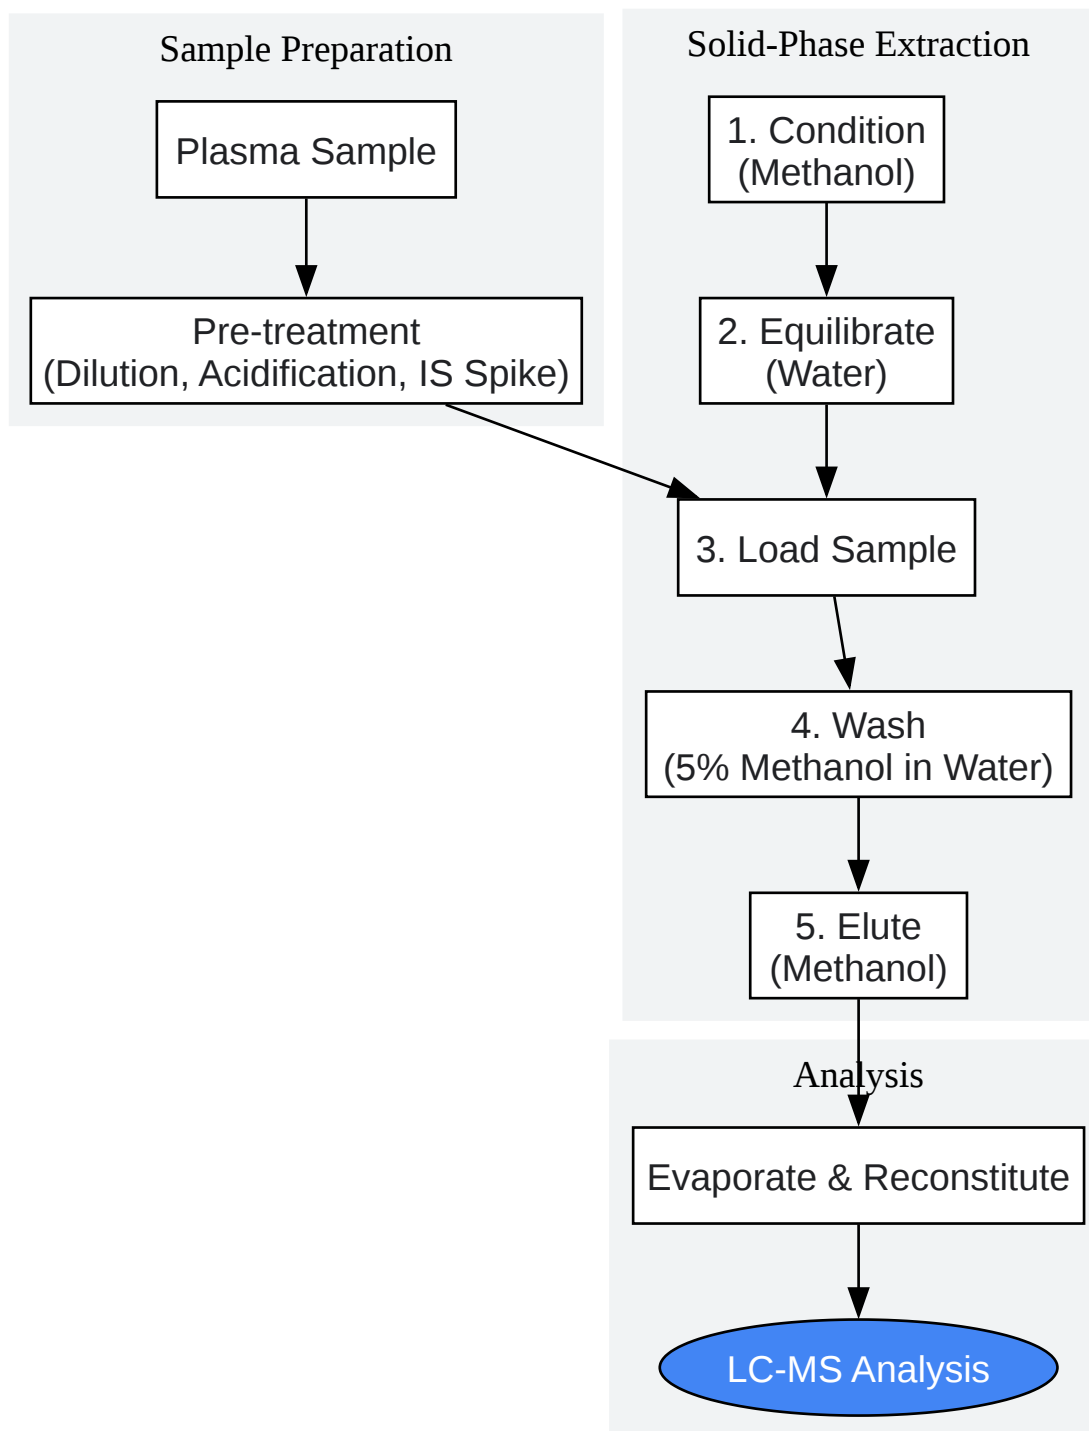 Sample Preparation
Plasma Sample
Pre-treatment
(Dilution, Acidification, IS Spike)
Solid-Phase Extraction
1. Condition
(Methanol)
2. Equilibrate
(Water)
3. Load Sample
4. Wash
(5% Methanol in Water)
5. Elute
(Methanol)
Analysis
Evaporate & Reconstitute
LC-MS Analysis